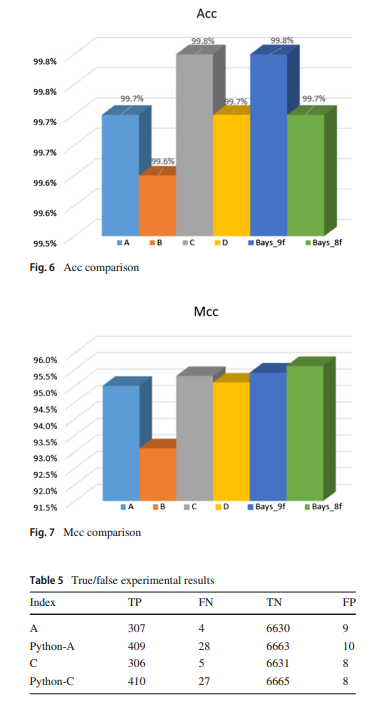 Acc
99.8% 99.8%
99.8%
99.8%
99.7% 99.7% 99.7%
99.7%
99.7%
99.6%
99.6%
99.6%
99.5%
A B C D Bays_9f Bays_8f
Fig. 6 Acc comparison
Mcc
96.0%
95.5%
95.0%
94.5%
94.0%
93.5%
93.0%
92.5%
92.0%
91.5%
A B C D Bays_9f Bays_8f
Fig. 7 Mcc comparison
Table 5 True/false experimental results
Index TP FN TN FP
A 307 4 6630 9
Python-A 409 28 6663 10
C 306 5 6631 8
Python-C 410 27 6665 8